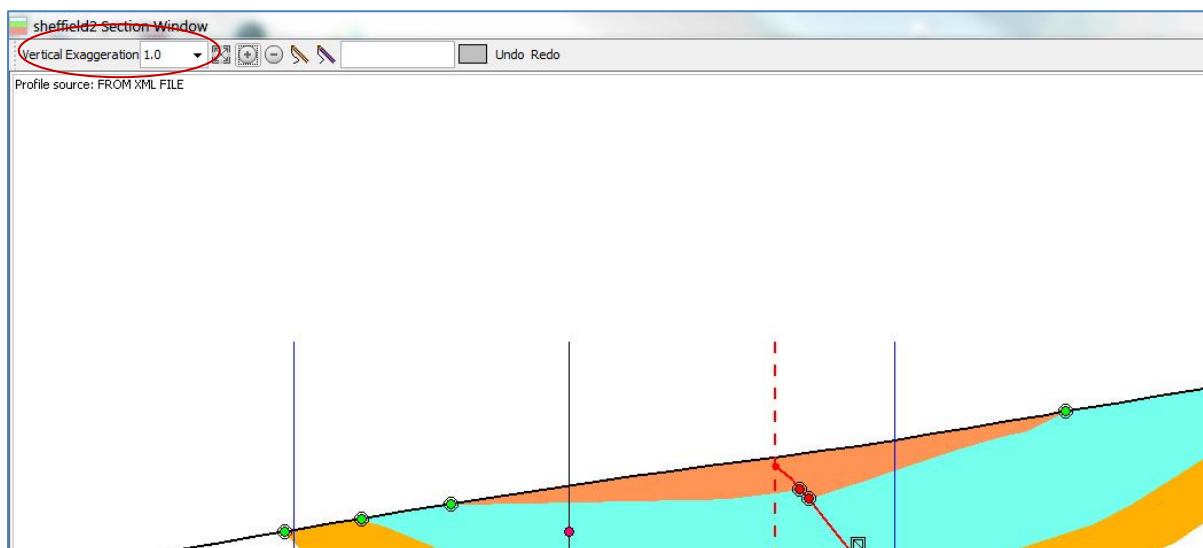 sheffield2 Section Window
Vertical Exaggeration 1.0 Undo Redo
Profile source: FROM XML FILE